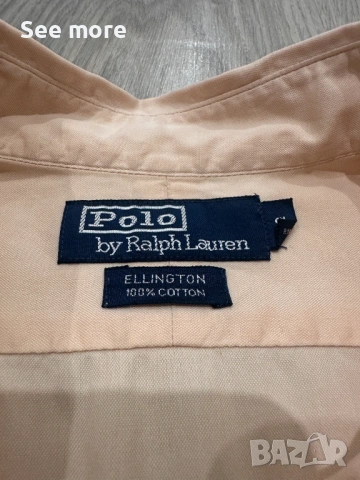 See more
Polo
by Ralph Lauren
ELLINGTON
100% COTTON
BAZAR